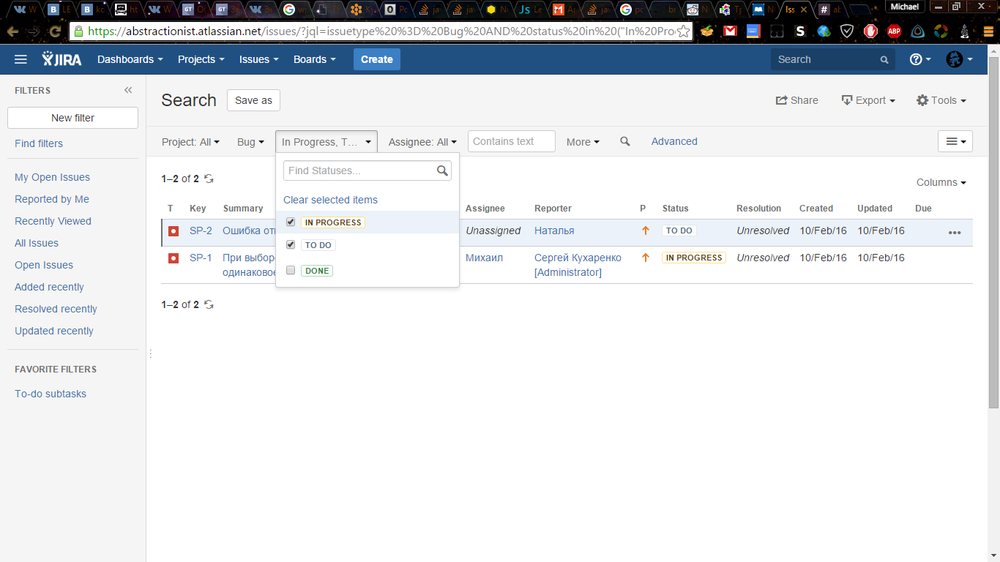 Michael
https://abstractionist.atlassian.net/issues/?jql=issuetype%20%3D%20Bug%20AND%20status%20in%20("In%20Pro
JIRA Dashboards Projects Issues Boards Create Search
FILTERS
New filter
Find filters
My Open Issues
Reported by Me
Recently Viewed
All Issues
Open Issues
Added recently
Resolved recently
Updated recently
FAVORITE FILTERS
To-do subtasks
Search Save as Share Export Tools
Project: All Bug In Progress, T... Assignee: All Contains text More Advanced
Find Statuses...
Clear selected items
IN PROGRESS
TO DO
DONE
1–2 of 2 Columns
T Key Summary Assignee Reporter P Status Resolution Created Updated Due
SP-2 Ошибка Unassigned Наталья TO DO Unresolved 10/Feb/16 10/Feb/16
SP-1 При Михаил Сергей Кухаренко IN PROGRESS Unresolved 10/Feb/16 10/Feb/16
[Administrator]
1–2 of 2